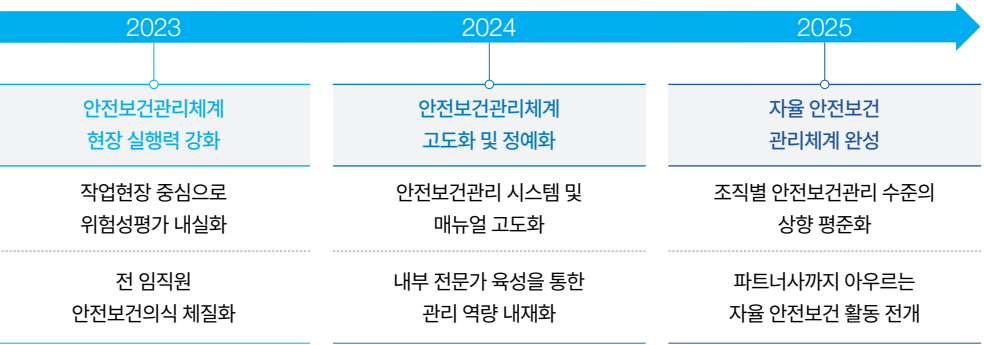 2023
2024
2025
안전보건관리체계
현장 실행력 강화
안전보건관리체계
고도화 및 정예화
자율 안전보건
관리체계 완성
작업현장 중심으로
위험성평가 내실화
안전보건관리 시스템 및
매뉴얼 고도화
조직별 안전보건관리 수준의
상향 평준화
전 임직원
안전보건의식 체질화
내부 전문가 육성을 통한
관리 역량 내재화
파트너사까지 아우르는
자율 안전보건 활동 전개